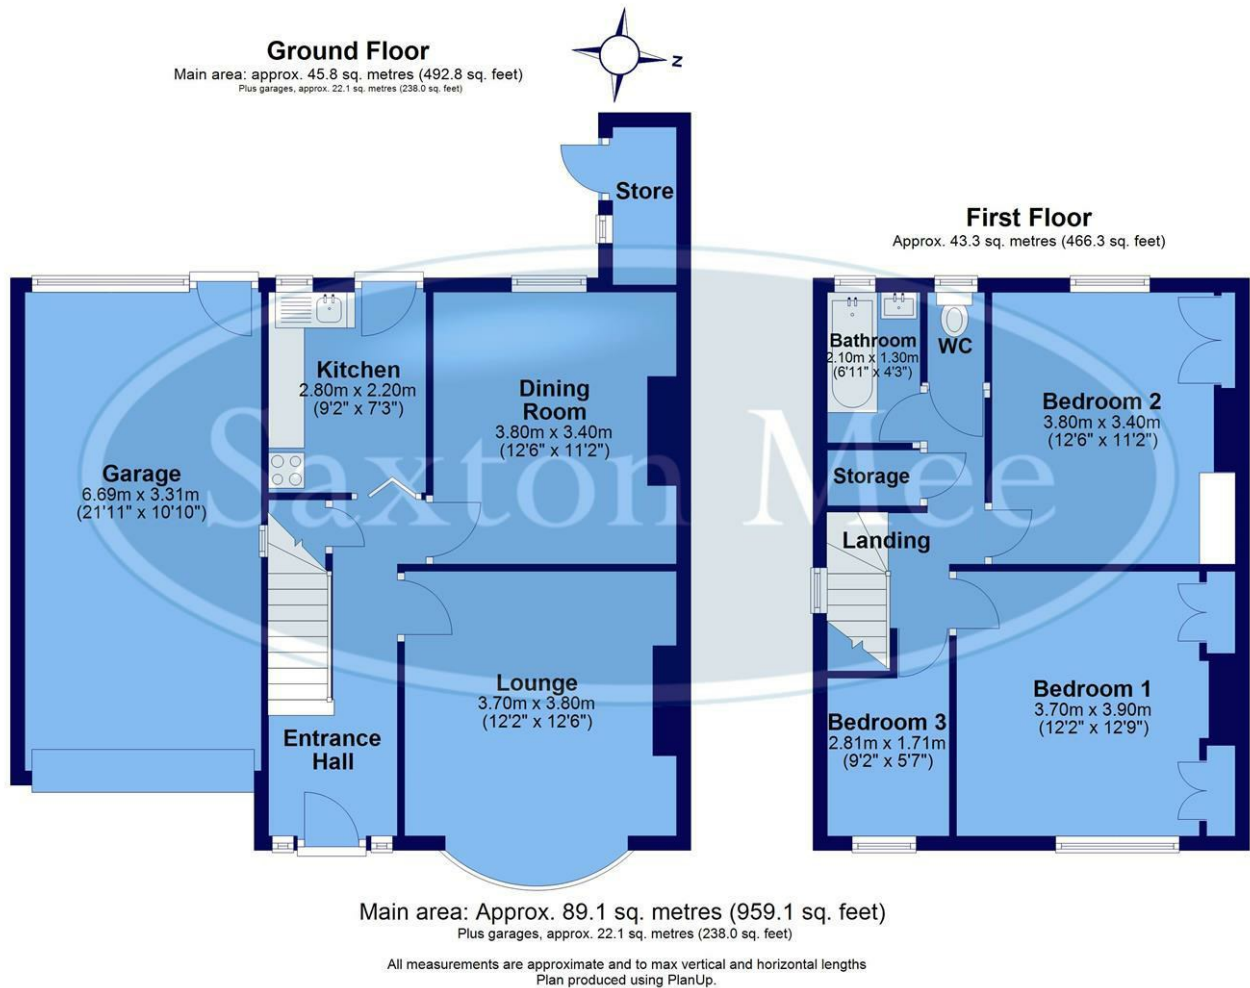 Ground Floor
Main area: approx. 45.8 sq. metres (492.8 sq. feet)
Plus garages, approx. 22.1 sq. metres (238.0 sq. feet)
N
Store
First Floor
Approx. 43.3 sq. metres (466.3 sq. feet)
Kitchen
2.80m x 2.20m
(9'2" x 7'3")
Dining
Room
3.80m x 3.40m
(12'6" x 11'2")
Garage
6.69m x 3.31m
(21'11" x 10'10")
Lounge
3.70m x 3.80m
(12'2" x 12'6")
Entrance
Hall
Bathroom
2.10m x 1.30m
(6'11" x 4'3")
WC
Bedroom 2
3.80m x 3.40m
(12'6" x 11'2")
Storage
Landing
Bedroom 1
3.70m x 3.90m
(12'2" x 12'9")
Bedroom 3
2.81m x 1.71m
(9'2" x 5'7")
Saxton Mee
Main area: Approx. 89.1 sq. metres (959.1 sq. feet)
Plus garages, approx. 22.1 sq. metres (238.0 sq. feet)
All measurements are approximate and to max vertical and horizontal lengths
Plan produced using PlanUp.